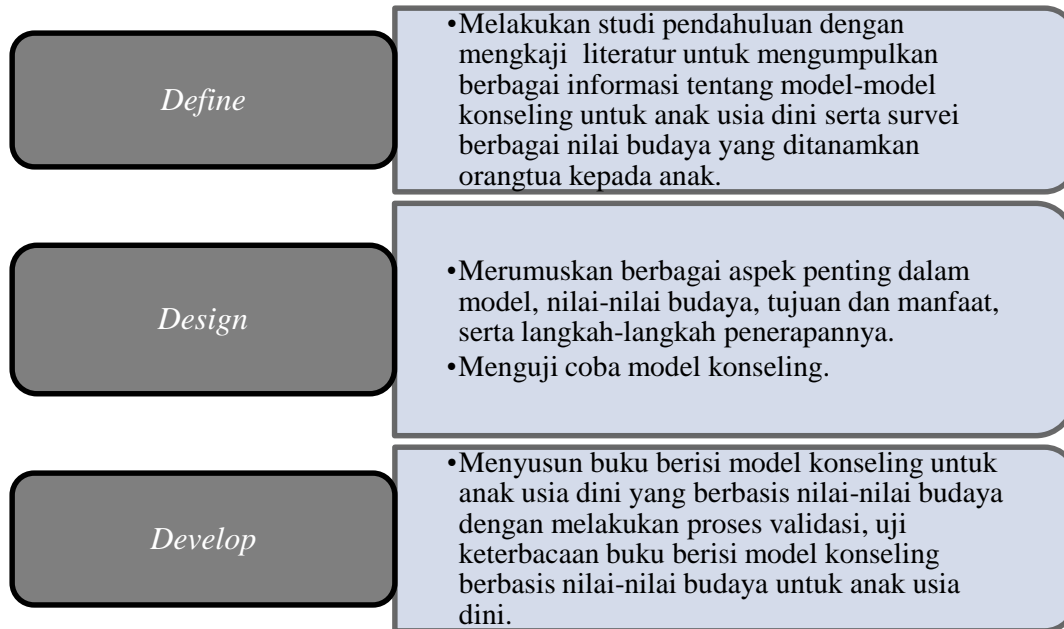 Define
•Melakukan studi pendahuluan dengan
mengkaji literatur untuk mengumpulkan
berbagai informasi tentang model-model
konseling untuk anak usia dini serta survei
berbagai nilai budaya yang ditanamkan
orangtua kepada anak.
Design
•Merumuskan berbagai aspek penting dalam
model, nilai-nilai budaya, tujuan dan manfaat,
serta langkah-langkah penerapannya.
•Menguji coba model konseling.
Develop
•Menyusun buku berisi model konseling untuk
anak usia dini yang berbasis nilai-nilai budaya
dengan melakukan proses validasi, uji
keterbacaan buku berisi model konseling
berbasis nilai-nilai budaya untuk anak usia
dini.